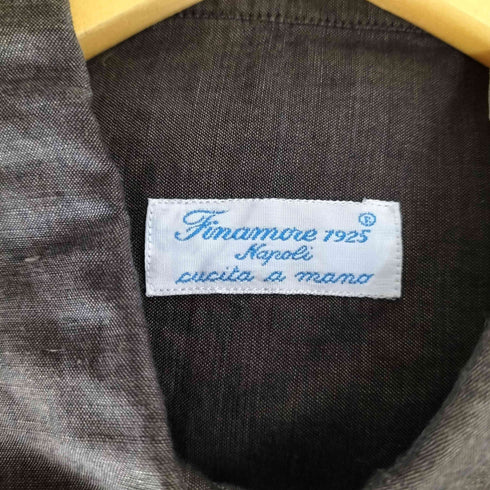 Finamore 1925 ®
Napoli
cucita a mano